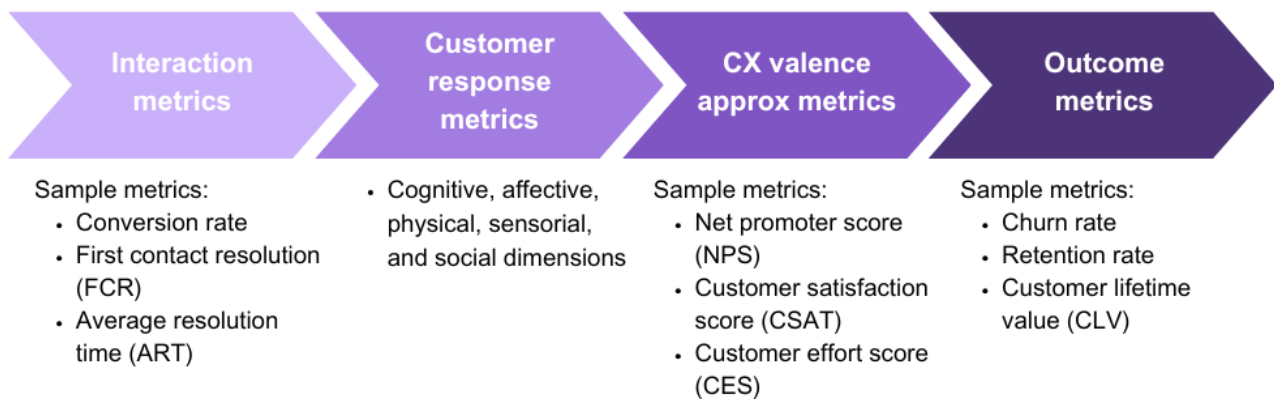 Interaction
metrics
Customer
response
metrics
CX valence
approx metrics
Outcome
metrics
Sample metrics:
• Conversion rate
• First contact resolution
(FCR)
• Average resolution
time (ART)
• Cognitive, affective,
physical, sensorial,
and social dimensions
Sample metrics:
• Net promoter score
(NPS)
• Customer satisfaction
score (CSAT)
• Customer effort score
(CES)
Sample metrics:
• Churn rate
• Retention rate
• Customer lifetime
value (CLV)